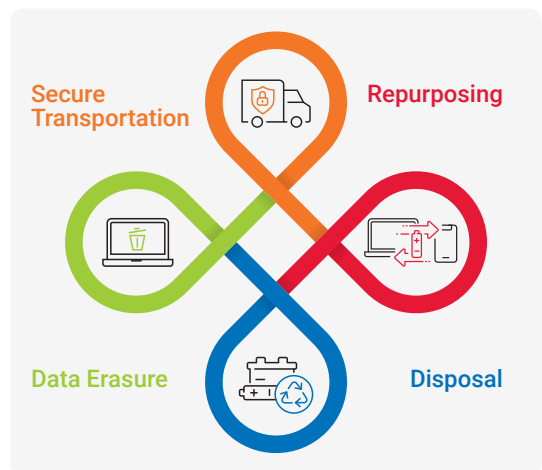 Secure
Transportation
Repurposing
Data Erasure
Disposal